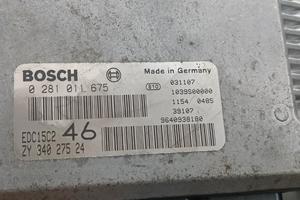 BOSCH
Made in Germany
0 281 011 675
031107
1039S00000
1154 0485
39107
9640938180
EDC15C2 46
ZY 340 275 24